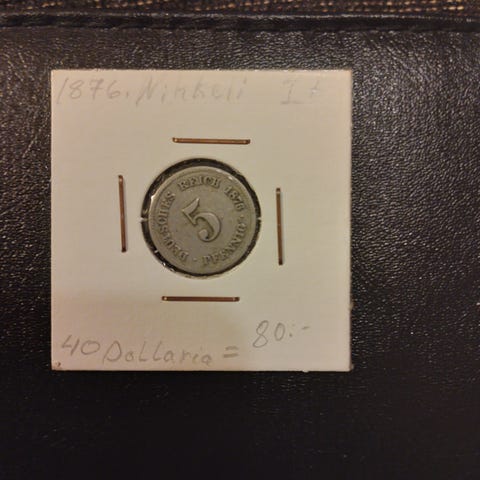 1876. Nikkeli I+
DEUTSCHES REICH 1876
5
PFENNIG
40 Dollaria = 80:-